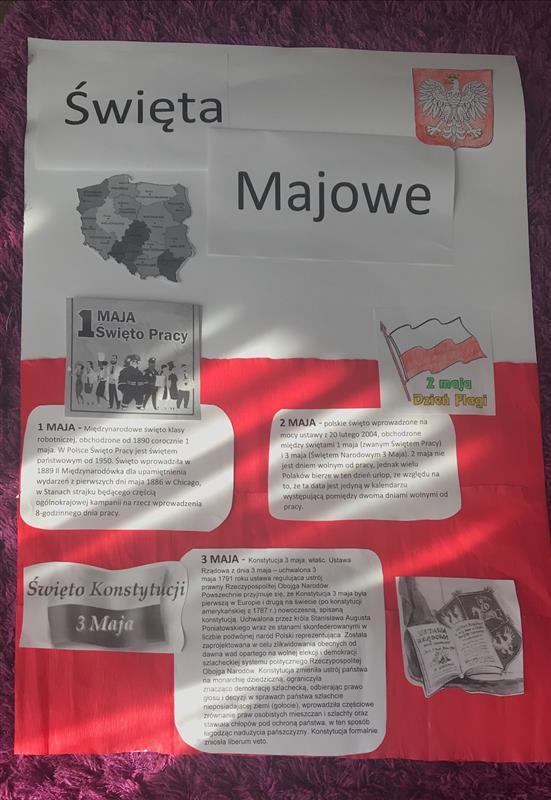 Święta
Majowe
1 MAJA
Święto Pracy
2 maja
Dzień Flagi
1 MAJA - Międzynarodowe święto klasy
robotniczej, obchodzone od 1890 corocznie 1
maja. W Polsce Święto Pracy jest świętem
państwowym od 1950. Święto wprowadziła w
1889 II Międzynarodówka dla upamiętnienia
wydarzeń z pierwszych dni maja 1886 w Chicago,
w Stanach strajku będącego częścią
ogólnokrajowej kampanii na rzecz wprowadzenia
8-godzinnego dnia pracy.
2 MAJA - polskie święto wprowadzone na
mocy ustawy z 20 lutego 2004, obchodzone
między świętami 1 maja (zwanym Świętem Pracy)
i 3 maja (Świętem Narodowym 3 Maja). 2 maja
nie jest dniem wolnym od pracy, jednak wielu
Polaków bierze w ten dzień urlop, ze względu na
to, że ta data jest jedyną w kalendarzu
występującą pomiędzy dwoma dniami wolnymi od
pracy.
Święto Konstytucji
3 Maja
3 MAJA - Konstytucja 3 maja, właśc. Ustawa
Rządowa z dnia 3 maja – uchwalona 3
maja 1791 roku ustawa regulująca ustrój
prawny Rzeczypospolitej Obojga Narodów.
Powszechnie przyjmuje się, że Konstytucja 3 maja była
pierwszą w Europie i drugą na świecie (po konstytucji
amerykańskiej z 1787 r.) nowoczesną, spisaną
konstytucją. Uchwalona przez króla Stanisława Augusta
Poniatowskiego wraz ze stanami skonfederowanymi w
liczbie podwójnej naród Polski reprezentująca. Została
zaprojektowana w celu zlikwidowania obecnych od
dawna wad opartego na wolnej elekcji i demokracji
szlacheckiej systemu politycznego Rzeczypospolitej
Obojga Narodów. Konstytucja zmieniła ustrój państwa
na monarchię dziedziczną, ograniczyła
znacząco demokrację szlachecką, odbierając prawo
głosu i decyzji w sprawach państwa szlachcie
nieposiadającej ziemi (gołocie), wprowadziła częściowe
zrównanie praw osobistych mieszczan i szlachty oraz
stawiała chłopów pod ochroną państwa, w ten sposób
łagodząc nadużycia pańszczyzny. Konstytucja formalnie
zniosła liberum veto.
USTAWA
RZĄDOWA